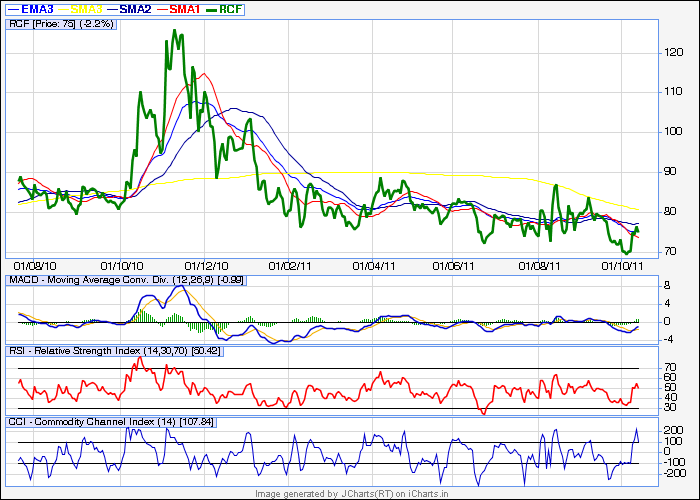 EMA3 SMA3 SMA2 SMA1 RCF
RCF [Price: 75] (-2.2%)
120
110
100
90
80
70
01/08/10 01/10/10 01/12/10 01/02/11 01/04/11 01/06/11 01/08/11 01/10/11
MACD - Moving Average Conv. Div. (12,26,9) [-0.99]
8
4
0
-4
RSI - Relative Strength Index (14,30,70) [50.42]
70
60
50
40
30
CCI - Commodity Channel Index (14) [107.84]
200
100
0
-100
-200
Image generated by JCharts(RT) on iCharts.in